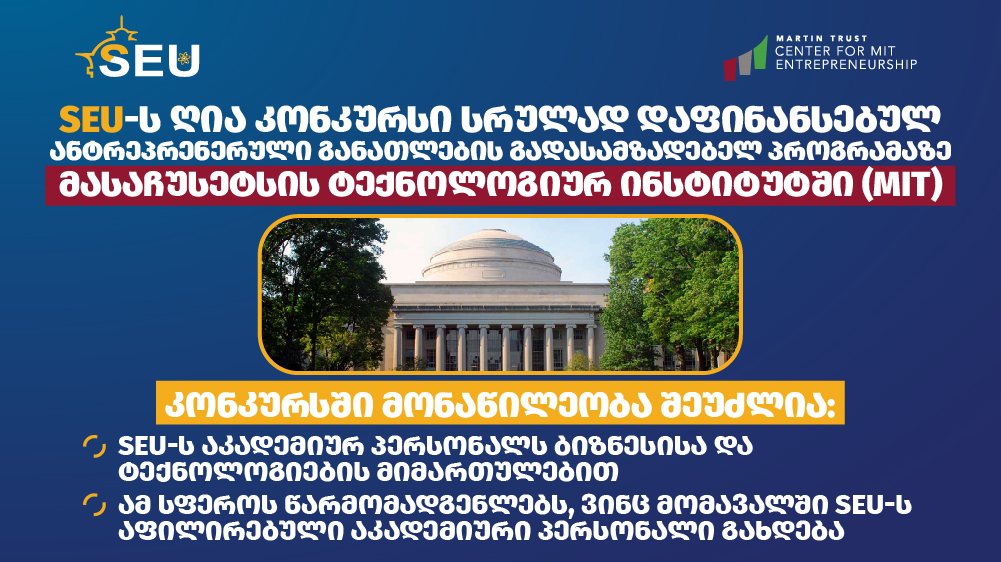 SEU
MARTIN TRUST
CENTER FOR MIT
ENTREPRENEURSHIP
SEU-ს ღია კონკურსი სრულად დაფინანსებულ
ანტრეპრენერული განათლების გადასამზადებელ პროგრამაზე
მასაჩუსეტსის ტექნოლოგიურ ინსტიტუტში (MIT)
კონკურსში მონაწილეობა შეუძლია:
SEU-ს აკადემიურ პერსონალს ბიზნესისა და
ტექნოლოგიების მიმართულებით
ამ სფეროს წარმომადგენლებს, ვინც მომავალში SEU-ს
აფილირებული აკადემიური პერსონალი გახდება